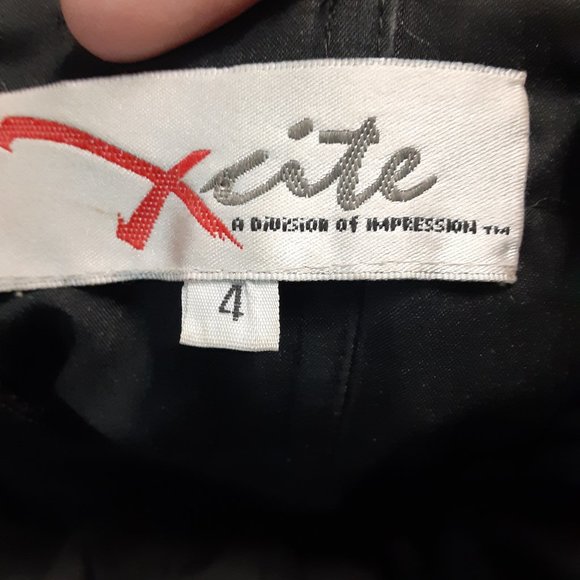 Xcite
A DIVISION OF IMPRESSION ™
4